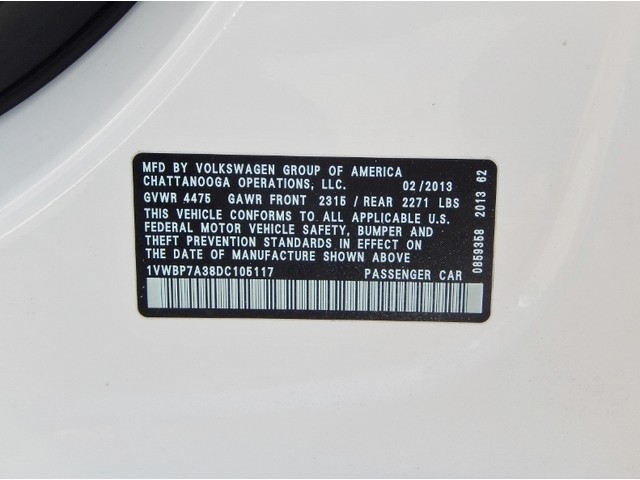 MFD BY VOLKSWAGEN GROUP OF AMERICA
CHATTANOOGA OPERATIONS, LLC. 02/2013
GVWR 4475 GAWR FRONT 2315 / REAR 2271 LBS
THIS VEHICLE CONFORMS TO ALL APPLICABLE U.S.
FEDERAL MOTOR VEHICLE SAFETY, BUMPER AND
THEFT PREVENTION STANDARDS IN EFFECT ON
THE DATE OF MANUFACTURE SHOWN ABOVE
1VWBP7A38DC105117 PASSENGER CAR
0859358 2013 62